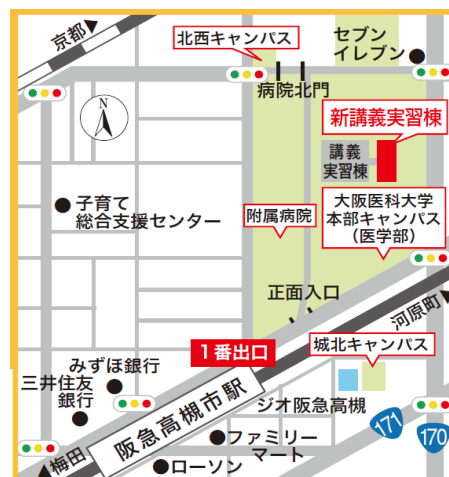 京都▶
北西キャンパス
セブン
イレブン
病院北門
N
新講義実習棟
講義
実習棟
子育て
総合支援センター
附属病院
大阪医科大学
本部キャンパス
(医学部)
正面入口
河原町▶
1番出口
城北キャンパス
みずほ銀行
三井住友
銀行
阪急高槻市駅
ジオ阪急高槻
171
170
ファミリー
マート
◀梅田
ローソン